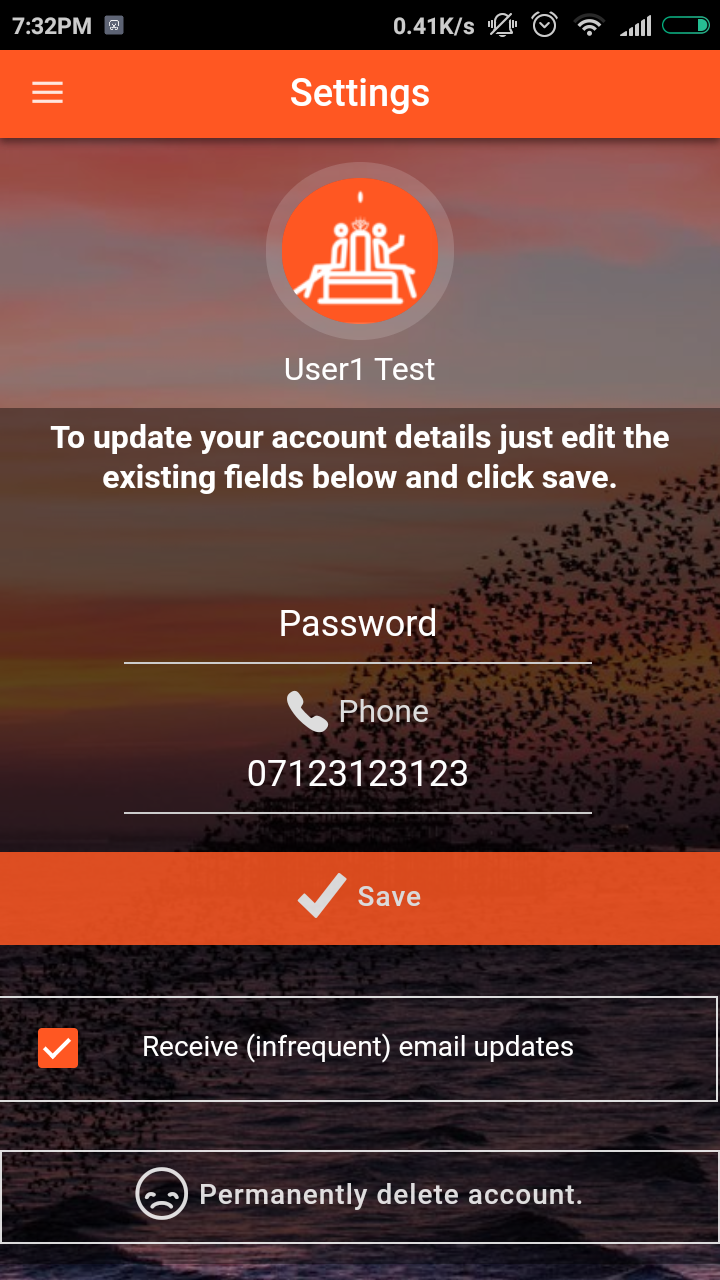 7:32PM 0.41K/s
Settings
User1 Test
To update your account details just edit the
existing fields below and click save.
Password
Phone
07123123123
Save
Receive (infrequent) email updates
Permanently delete account.